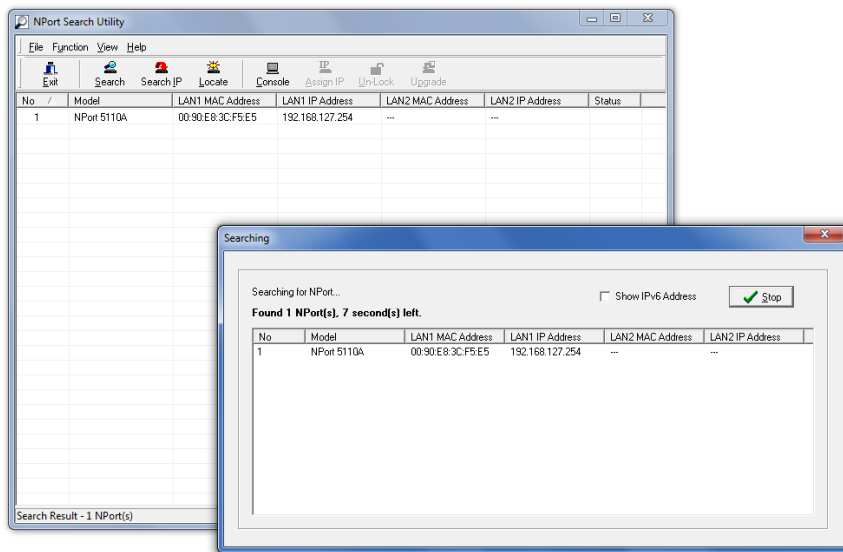 NPort Search Utility
File Function View Help
Exit Search Search IP Locate Console Assign IP Un-Lock Upgrade
No / Model LAN1 MAC Address LAN1 IP Address LAN2 MAC Address LAN2 IP Address Status
1 NPort 5110A 00:90:E8:3C:F5:E5 192.168.127.254 --- ---
Searching
Searching for NPort...
Show IPv6 Address
Stop
Found 1 NPort(s), 7 second(s) left.
No Model LAN1 MAC Address LAN1 IP Address LAN2 MAC Address LAN2 IP Address
1 NPort 5110A 00:90:E8:3C:F5:E5 192.168.127.254 --- ---
Search Result - 1 NPort(s)